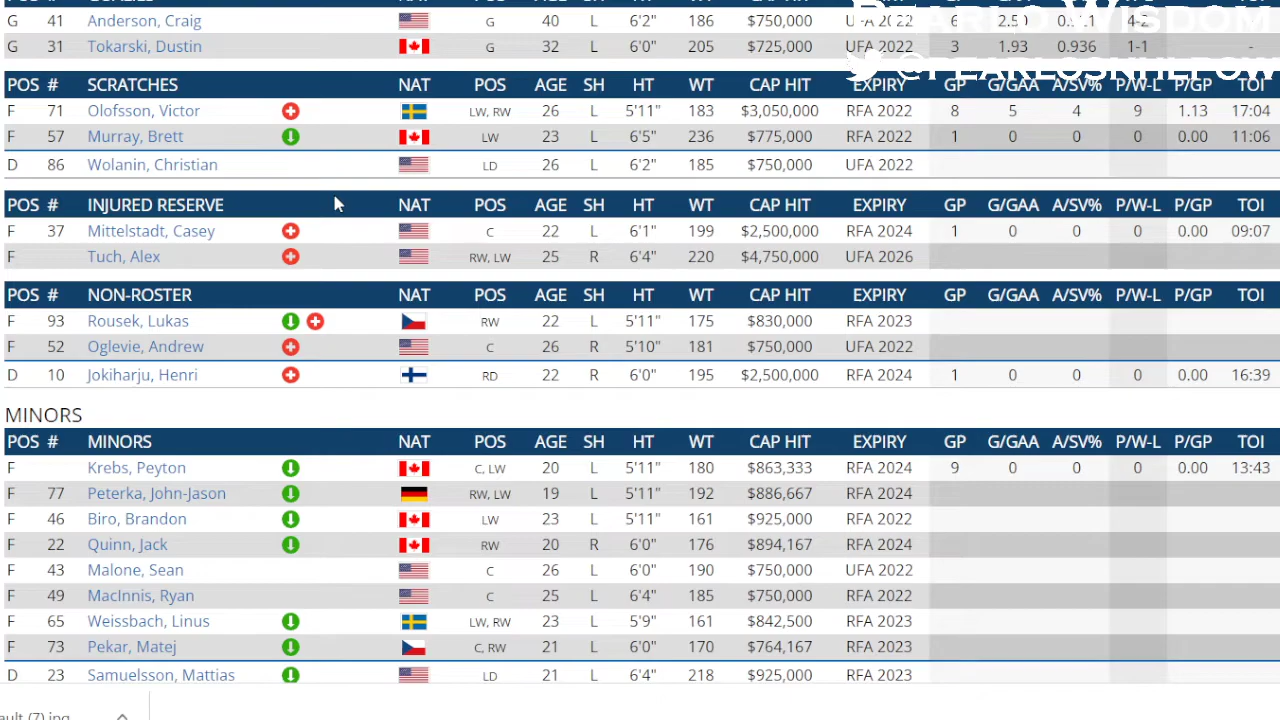 G 41 Anderson, Craig G 40 L 6'2" 186 $750,000 UFA 2022 6 2.50 4-2
G 31 Tokarski, Dustin G 32 L 6'0" 205 $725,000 UFA 2022 3 1.93 0.936 1-1 -
POS # SCRATCHES NAT POS AGE SH HT WT CAP HIT EXPIRY GP G/GAA A/SV% P/W-L P/GP TOI
F 71 Olofsson, Victor LW, RW 26 L 5'11" 183 $3,050,000 RFA 2022 8 5 4 9 1.13 17:04
F 57 Murray, Brett LW 23 L 6'5" 236 $775,000 RFA 2022 1 0 0 0 0.00 11:06
D 86 Wolanin, Christian LD 26 L 6'2" 185 $750,000 UFA 2022
POS # INJURED RESERVE NAT POS AGE SH HT WT CAP HIT EXPIRY GP G/GAA A/SV% P/W-L P/GP TOI
F 37 Mittelstadt, Casey C 22 L 6'1" 199 $2,500,000 RFA 2024 1 0 0 0 0.00 09:07
F Tuch, Alex RW, LW 25 R 6'4" 220 $4,750,000 UFA 2026
POS # NON-ROSTER NAT POS AGE SH HT WT CAP HIT EXPIRY GP G/GAA A/SV% P/W-L P/GP TOI
F 93 Rousek, Lukas RW 22 L 5'11" 175 $830,000 RFA 2023
F 52 Oglevie, Andrew C 26 R 5'10" 181 $750,000 UFA 2022
D 10 Jokiharju, Henri RD 22 R 6'0" 195 $2,500,000 RFA 2024 1 0 0 0 0.00 16:39
MINORS
POS # MINORS NAT POS AGE SH HT WT CAP HIT EXPIRY GP G/GAA A/SV% P/W-L P/GP TOI
F Krebs, Peyton C, LW 20 L 5'11" 180 $863,333 RFA 2024 9 0 0 0 0.00 13:43
F 77 Peterka, John-Jason RW, LW 19 L 5'11" 192 $886,667 RFA 2024
F 46 Biro, Brandon LW 23 L 5'11" 161 $925,000 RFA 2022
F 22 Quinn, Jack RW 20 R 6'0" 176 $894,167 RFA 2024
F 43 Malone, Sean C 26 L 6'0" 190 $750,000 UFA 2022
F 49 MacInnis, Ryan C 25 L 6'4" 185 $750,000 RFA 2022
F 65 Weissbach, Linus LW, RW 23 L 5'9" 161 $842,500 RFA 2023
F 73 Pekar, Matej C, RW 21 L 6'0" 170 $764,167 RFA 2023
D 23 Samuelsson, Mattias LD 21 L 6'4" 218 $925,000 RFA 2023